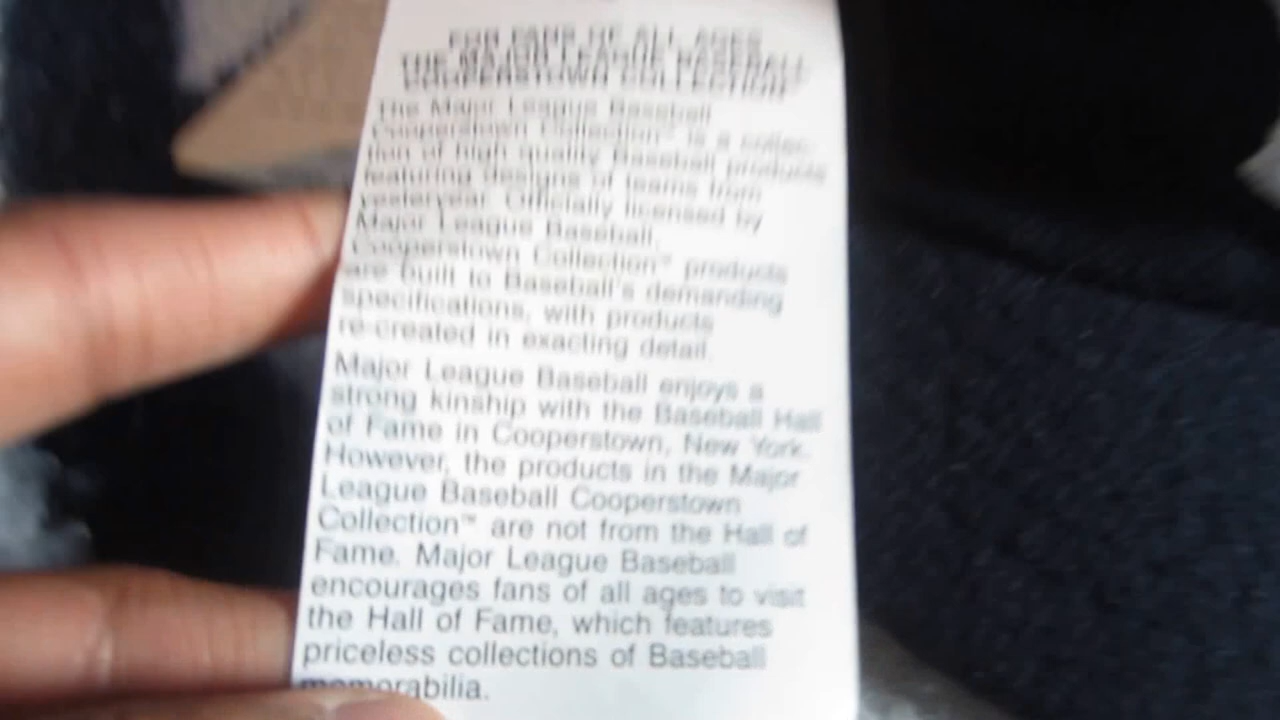 FOR FANS OF ALL AGES
THE MAJOR LEAGUE BASEBALL
COOPERSTOWN COLLECTION™
The Major League Baseball
Cooperstown Collection™ is a collec-
tion of high quality Baseball products
featuring designs of teams from
yesteryear. Officially licensed by
Major League Baseball,
Cooperstown Collection™ products
are built to Baseball's demanding
specifications, with products
re-created in exacting detail.
Major League Baseball enjoys a
strong kinship with the Baseball Hall
of Fame in Cooperstown, New York.
However, the products in the Major
League Baseball Cooperstown
Collection™ are not from the Hall of
Fame. Major League Baseball
encourages fans of all ages to visit
the Hall of Fame, which features
priceless collections of Baseball
memorabilia.